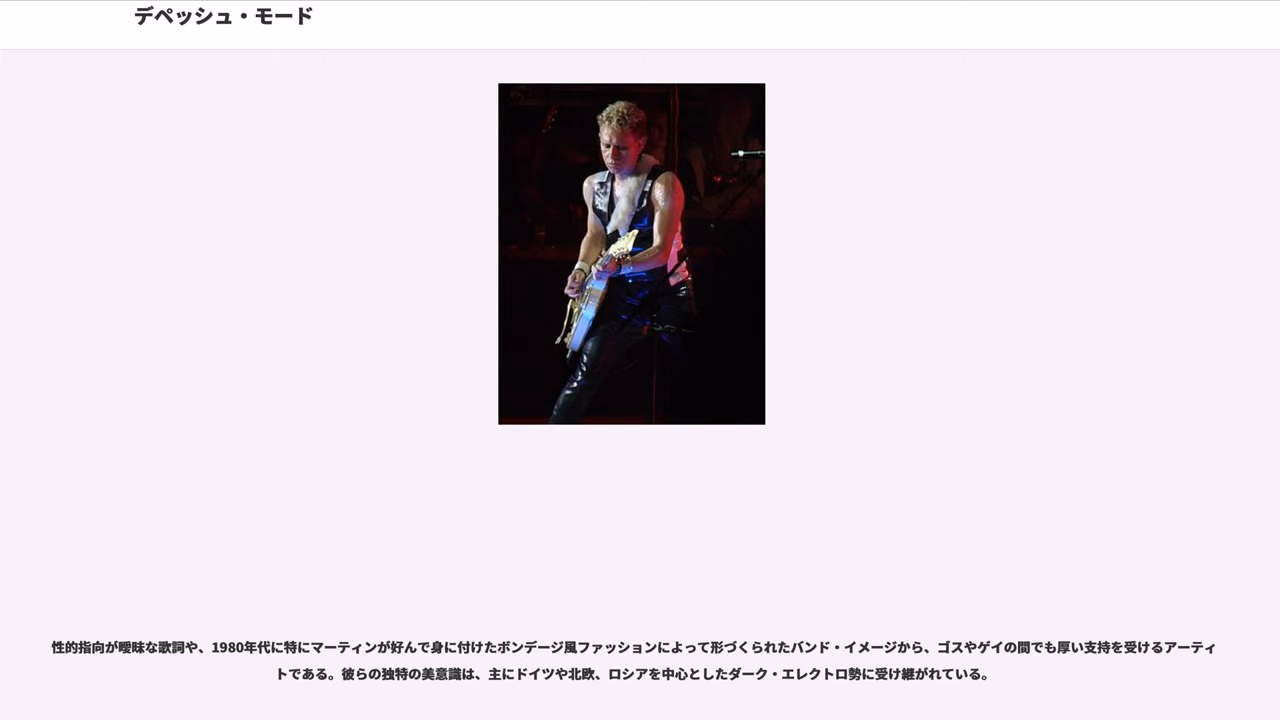 デペッシュ・モード
性的指向が曖昧な歌詞や、1980年代に特にマーティンが好んで身に付けたボンデージ風ファッションによって形づくられたバンド・イメージから、ゴスやゲイの間でも厚い支持を受けるアーティ
トである。彼らの独特の美意識は、主にドイツや北欧、ロシアを中心としたダーク・エレクトロ勢に受け継がれている。